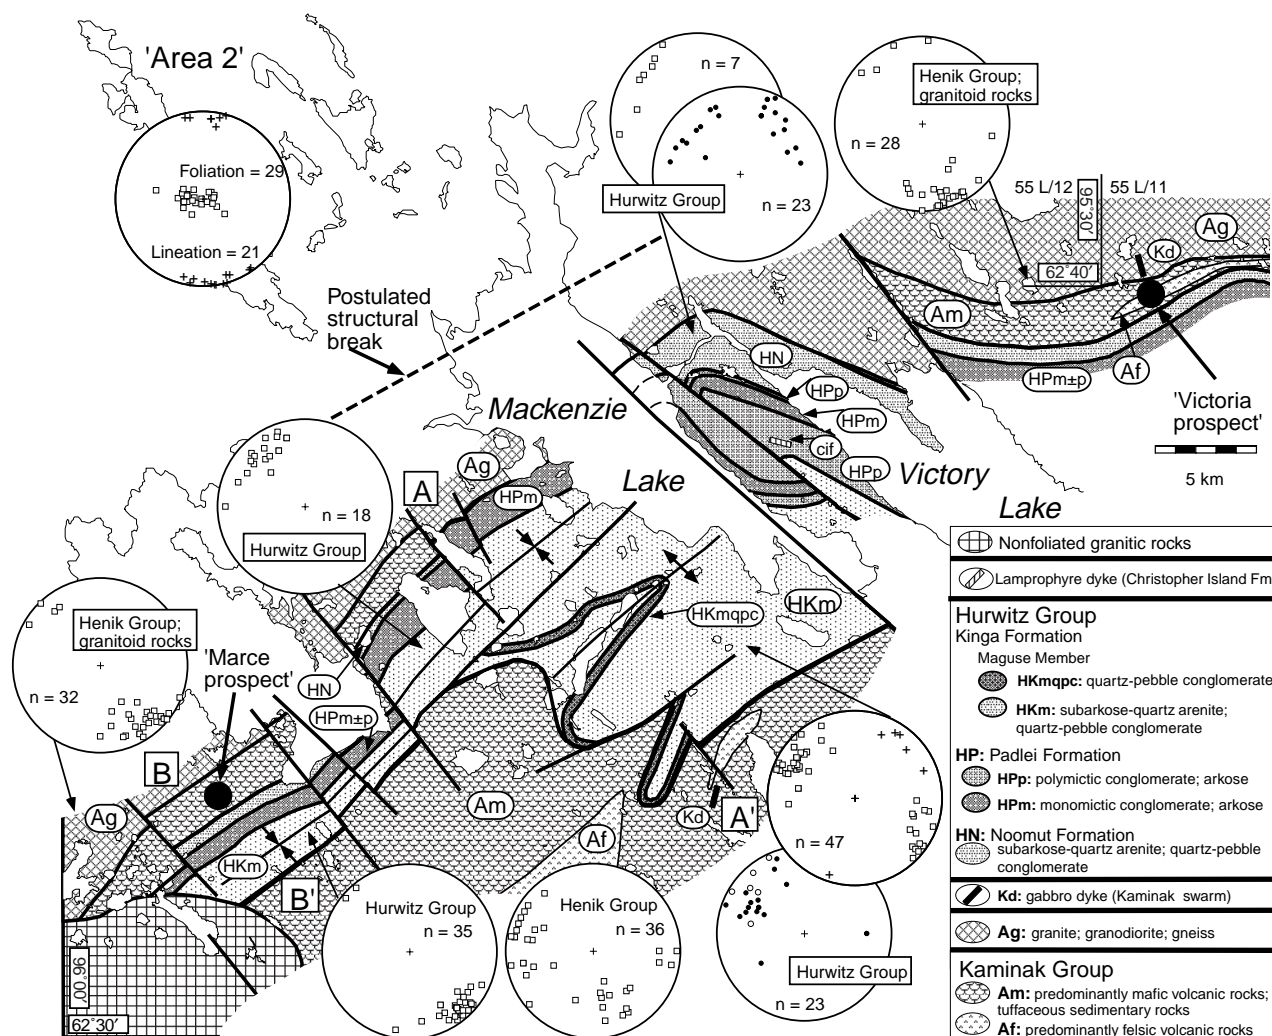 'Area 2'
Foliation = 29
Lineation = 21
n = 7
Hurwitz Group
n = 23
Henik Group;
granitoid rocks
n = 28
55 L/12
55 L/11
95˚30'
62˚40'
Kd
Ag
Am
Af
HPm±p
'Victoria
prospect'
5 km
Postulated
structural
break
HN
HPp
HPm
cif
HPp
Mackenzie
Lake
Victory
Lake
n = 18
Hurwitz Group
A
Ag
HPm
HKmqpc
HKm
Henik Group;
granitoid rocks
n = 32
'Marce
prospect'
HN
HPm±p
B
Ag
HKm
B'
Am
Af
Kd
A'
n = 47
Hurwitz Group
n = 35
Henik Group
n = 36
Hurwitz Group
n = 23
96˚00'
62˚30'
Nonfoliated granitic rocks
Lamprophyre dyke (Christopher Island Fm
Hurwitz Group
Kinga Formation
Maguse Member
HKmqpc: quartz-pebble conglomerate
HKm: subarkose-quartz arenite;
quartz-pebble conglomerate
HP: Padlei Formation
HPp: polymictic conglomerate; arkose
HPm: monomictic conglomerate; arkose
HN: Noomut Formation
subarkose-quartz arenite; quartz-pebble
conglomerate
Kd: gabbro dyke (Kaminak swarm)
Ag: granite; granodiorite; gneiss
Kaminak Group
Am: predominantly mafic volcanic rocks;
tuffaceous sedimentary rocks
Af: predominantly felsic volcanic rocks